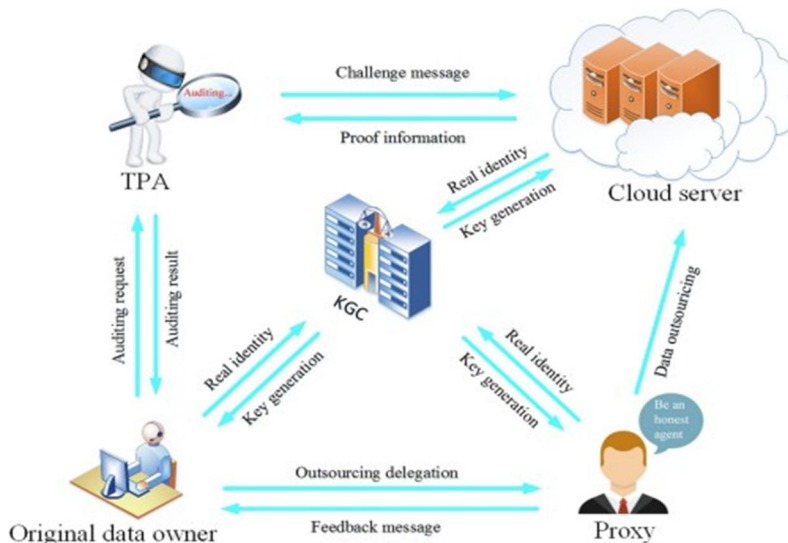 Auditing...
Challenge message
Proof information
TPA
Cloud server
Real identity
Key generation
KGC
Auditing request
Auditing result
Real identity
Key generation
Real identity
Key generation
Data outsouricing
Be an
honest
agent
Outsourcing delegation
Feedback message
Original data owner
Proxy